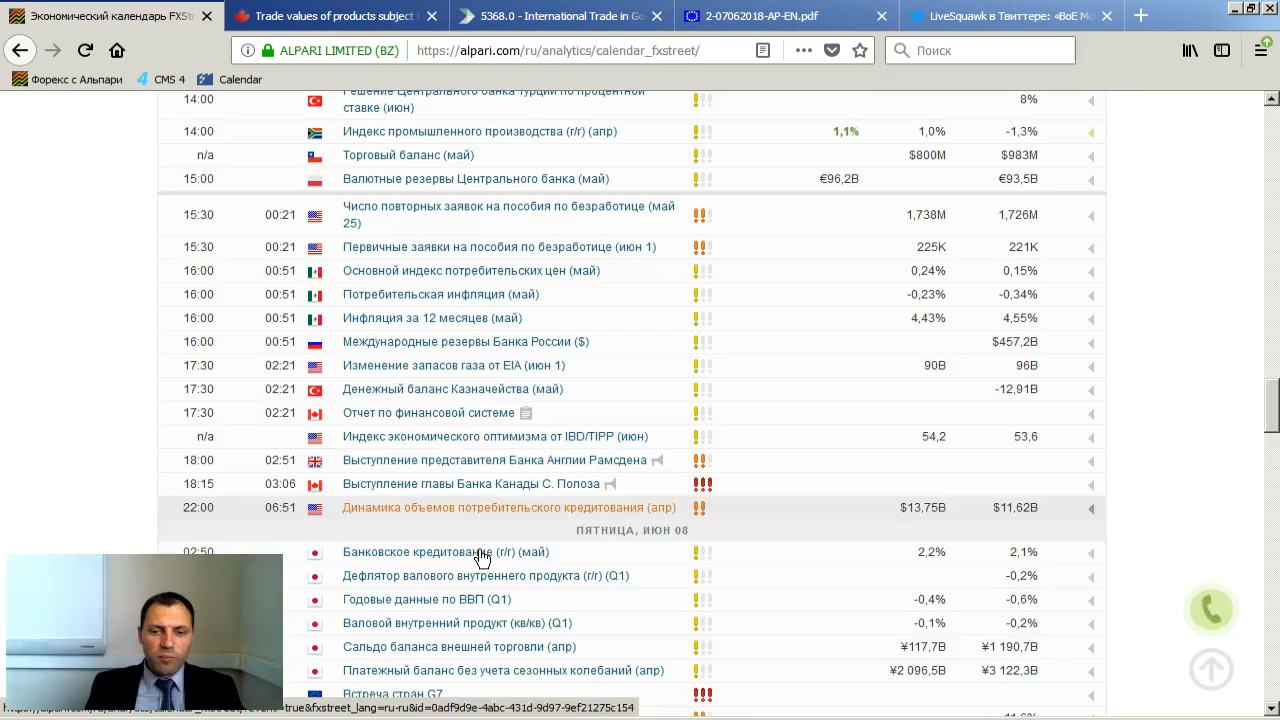 Экономический календарь FXStr
Trade values of products subject
5368.0 - International Trade in Go
2-07062018-AP-EN.pdf
LiveSquawk в Твиттере: «BoE M
ALPARI LIMITED (BZ)
https://alpari.com/ru/analytics/calendar_fxstreet/
Поиск
Форекс с Альпари
CMS 4
Calendar
14:00 Решение Центрального банка Турции по процентной
ставке (июн) 8%
14:00 Индекс промышленного производства (г/г) (апр) 1,1% 1,0% -1,3%
n/a Торговый баланс (май) $800M $983M
15:00 Валютные резервы Центрального банка (май) €96,2B €93,5B
15:30 00:21 Число повторных заявок на пособия по безработице (май
25) 1,738M 1,726M
15:30 00:21 Первичные заявки на пособия по безработице (июн 1) 225K 221K
16:00 00:51 Основной индекс потребительских цен (май) 0,24% 0,15%
16:00 00:51 Потребительская инфляция (май) -0,23% -0,34%
16:00 00:51 Инфляция за 12 месяцев (май) 4,43% 4,55%
16:00 00:51 Международные резервы Банка России ($) $457,2B
17:30 02:21 Изменение запасов газа от EIA (июн 1) 90B 96B
17:30 02:21 Денежный баланс Казначейства (май) -12,91B
17:30 02:21 Отчет по финансовой системе
n/a Индекс экономического оптимизма от IBD/TIPP (июн) 54,2 53,6
18:00 02:51 Выступление представителя Банка Англии Рамсдена
18:15 03:06 Выступление главы Банка Канады С. Полоза
22:00 06:51 Динамика объемов потребительского кредитования (апр) $13,75B $11,62B
ПЯТНИЦА, ИЮН 08
02:50 Банковское кредитование (г/г) (май) 2,2% 2,1%
Дефлятор валового внутреннего продукта (г/г) (Q1) -0,2%
Годовые данные по ВВП (Q1) -0,4% -0,6%
Валовой внутренний продукт (кв/кв) (Q1) -0,1% -0,2%
Сальдо баланса внешней торговли (апр)
Платежный баланс без учета сезонных колебаний (апр) ¥2 096,5B ¥3 122,3B
Встреча стран G7